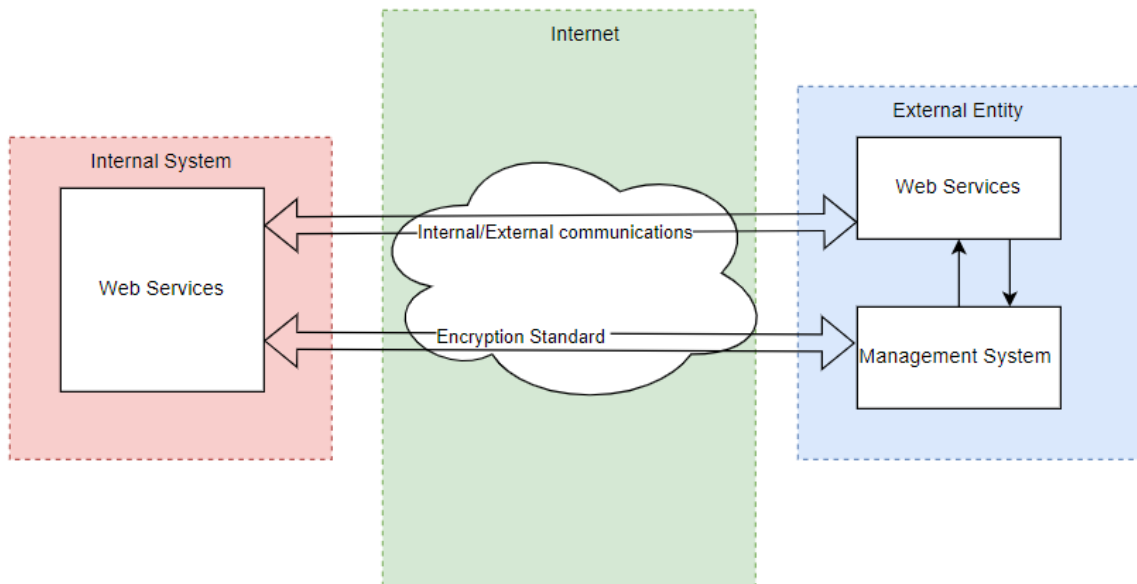 Internet
External Entity
Internal System
Web Services
Web Services
Internal/External communications
Encryption Standard
Management System